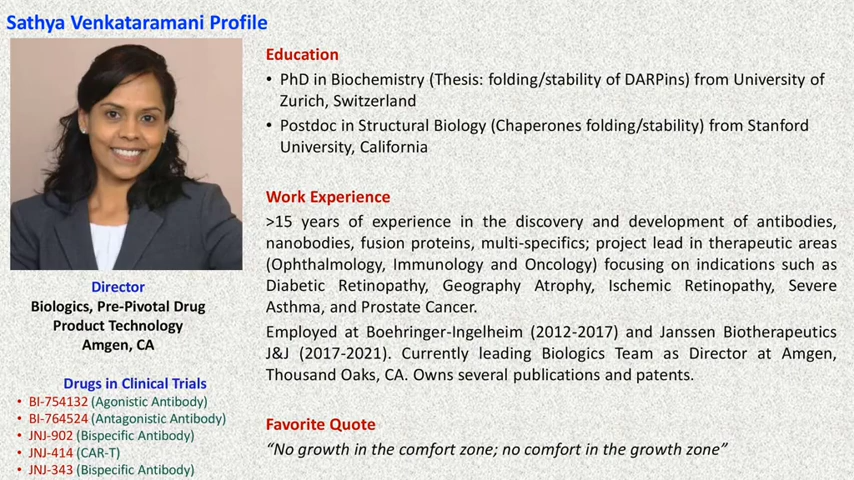 Sathya Venkataramani Profile
Education
• PhD in Biochemistry (Thesis: folding/stability of DARPins) from University of
Zurich, Switzerland
• Postdoc in Structural Biology (Chaperones folding/stability) from Stanford
University, California
Work Experience
>15 years of experience in the discovery and development of antibodies,
nanobodies, fusion proteins, multi-specifics; project lead in therapeutic areas
(Ophthalmology, Immunology and Oncology) focusing on indications such as
Diabetic Retinopathy, Geography Atrophy, Ischemic Retinopathy, Severe
Asthma, and Prostate Cancer.
Employed at Boehringer-Ingelheim (2012-2017) and Janssen Biotherapeutics
J&J (2017-2021). Currently leading Biologics Team as Director at Amgen,
Thousand Oaks, CA. Owns several publications and patents.
Favorite Quote
“No growth in the comfort zone; no comfort in the growth zone”
Director
Biologics, Pre-Pivotal Drug
Product Technology
Amgen, CA
Drugs in Clinical Trials
• BI-754132 (Agonistic Antibody)
• BI-764524 (Antagonistic Antibody)
• JNJ-902 (Bispecific Antibody)
• JNJ-414 (CAR-T)
• JNJ-343 (Bispecific Antibody)